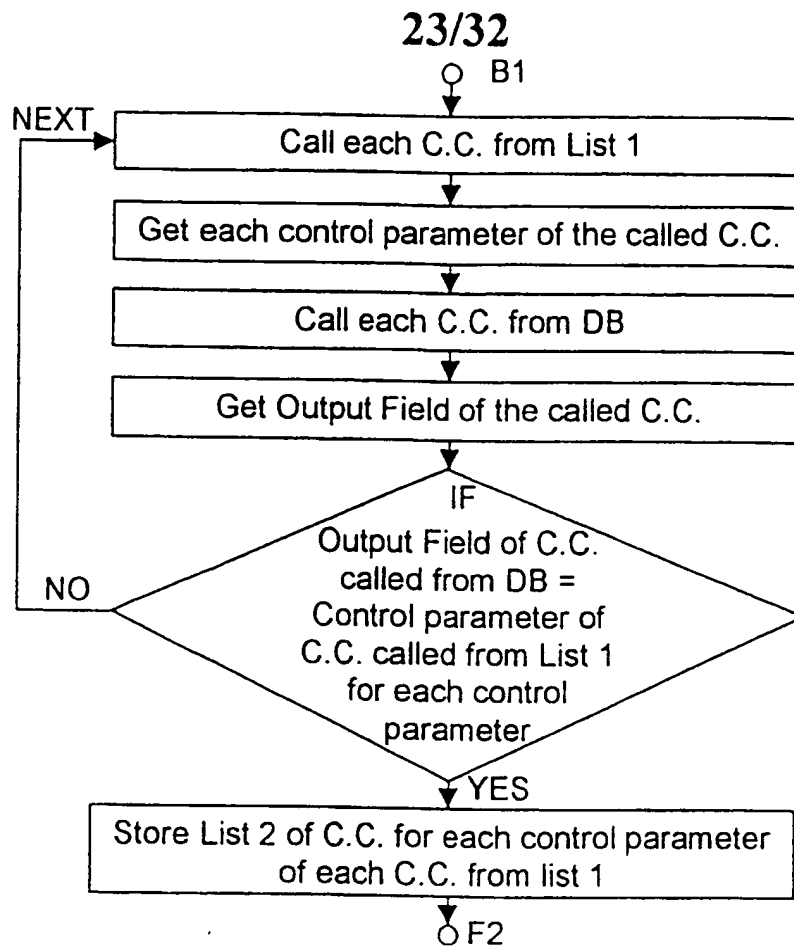 23/32
B1
NEXT
Call each C.C. from List 1
Get each control parameter of the called C.C.
Call each C.C. from DB
Get Output Field of the called C.C.
IF
Output Field of C.C.
called from DB =
Control parameter of
C.C. called from List 1
for each control
parameter
NO
YES
Store List 2 of C.C. for each control parameter
of each C.C. from list 1
F2